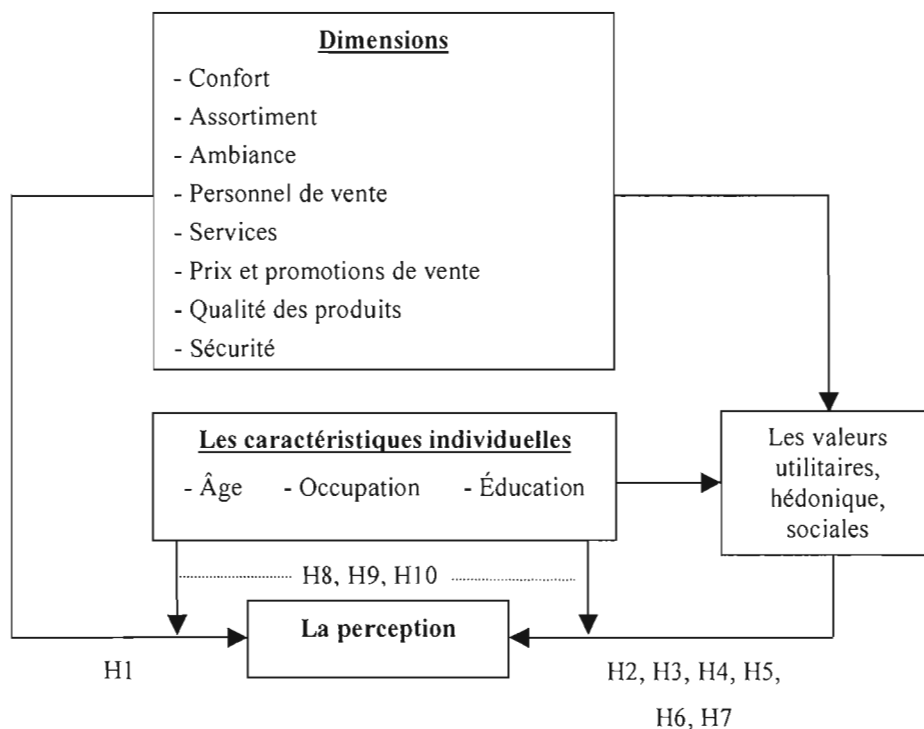 Dimensions
- Confort
- Assortiment
- Ambiance
- Personnel de vente
- Services
- Prix et promotions de vente
- Qualité des produits
- Sécurité
Les caractéristiques individuelles
- Âge - Occupation - Éducation
Les valeurs
utilitaires,
hédonique,
sociales
H8, H9, H10
La perception
H1
H2, H3, H4, H5,
H6, H7